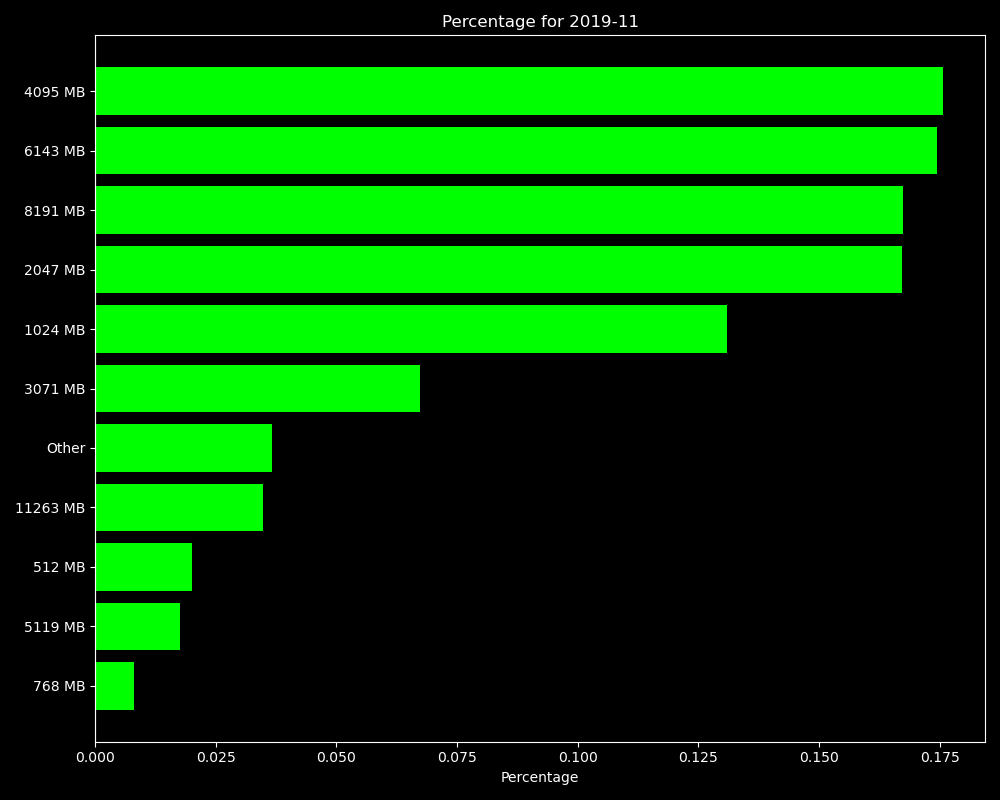 Percentage for 2019-11
4095 MB
6143 MB
8191 MB
2047 MB
1024 MB
3071 MB
Other
11263 MB
512 MB
5119 MB
768 MB
0.000 0.025 0.050 0.075 0.100 0.125 0.150 0.175
Percentage